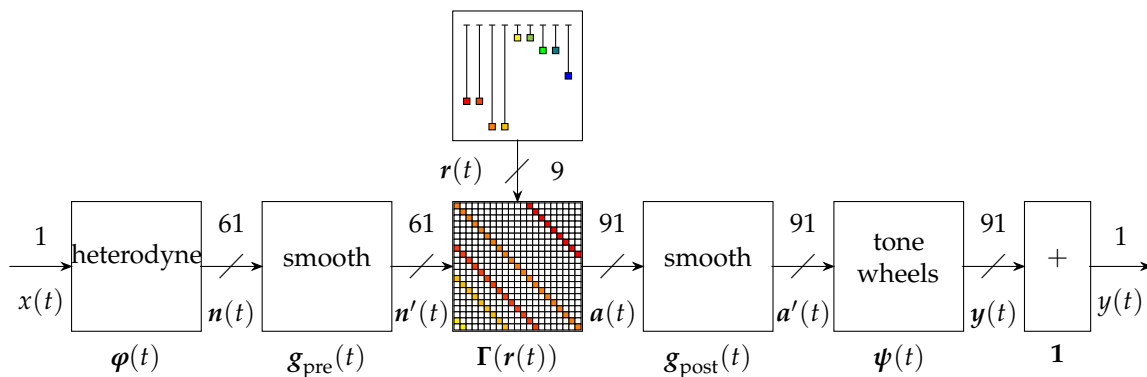 r(t) 9
1 61 61 91 91 91 1
heterodyne smooth smooth tone wheels +
x(t) n(t) n′(t) a(t) a′(t) y(t) y(t)
φ(t) g_pre(t) Γ(r(t)) g_post(t) ψ(t) 1